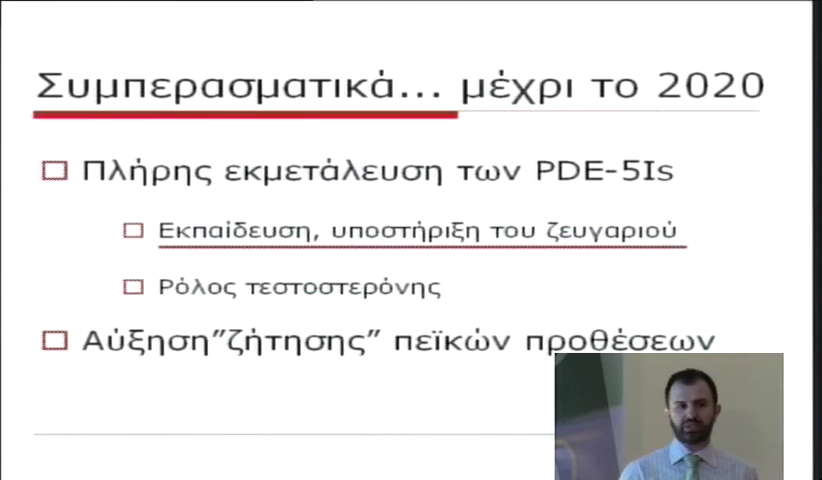 Συμπερασματικά... μέχρι το 2020
Πλήρης εκμετάλευση των PDE-5Is
Εκπαίδευση, υποστήριξη του ζευγαριού
Ρόλος τεστοστερόνης
Αύξηση”ζήτησης” πεϊκών προθέσεων